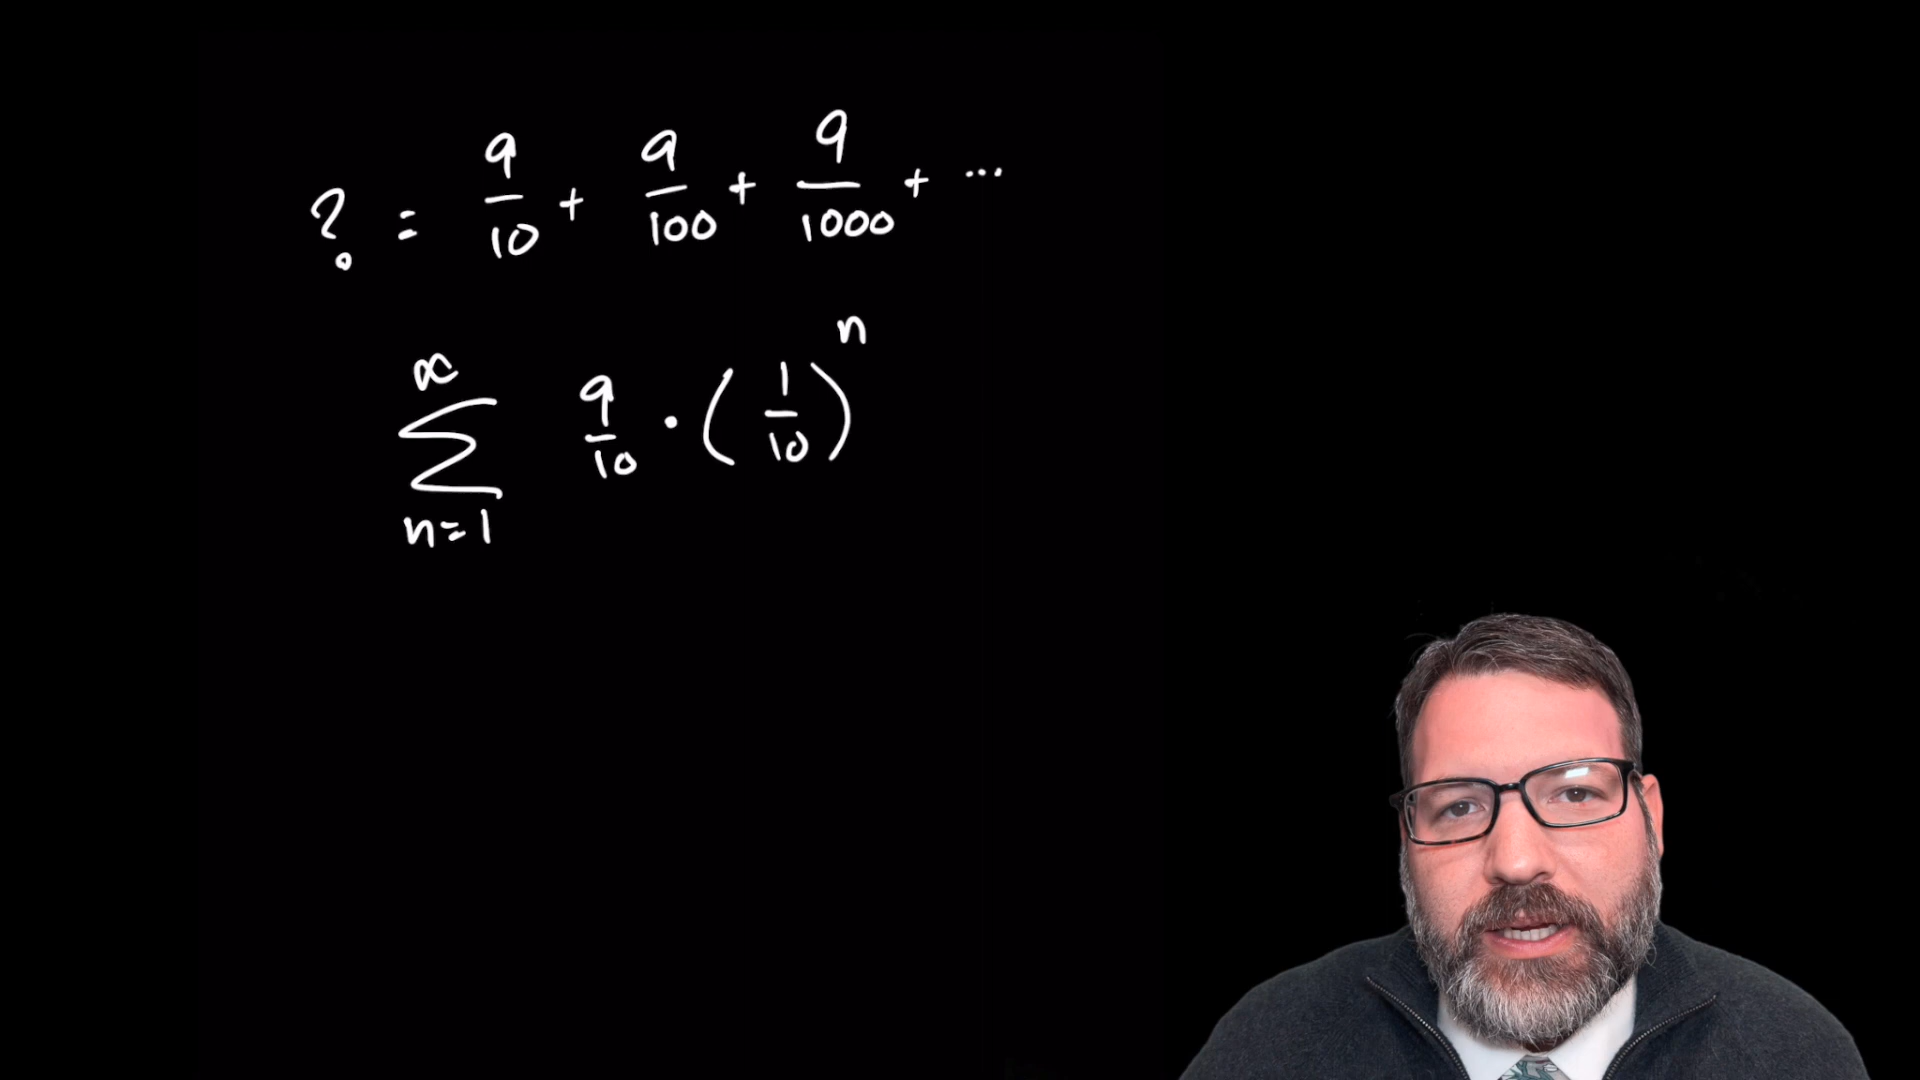 ? = 9/10 + 9/100 + 9/1000 + ...
∞ ∑ n=1 9/10 · (1/10)^n